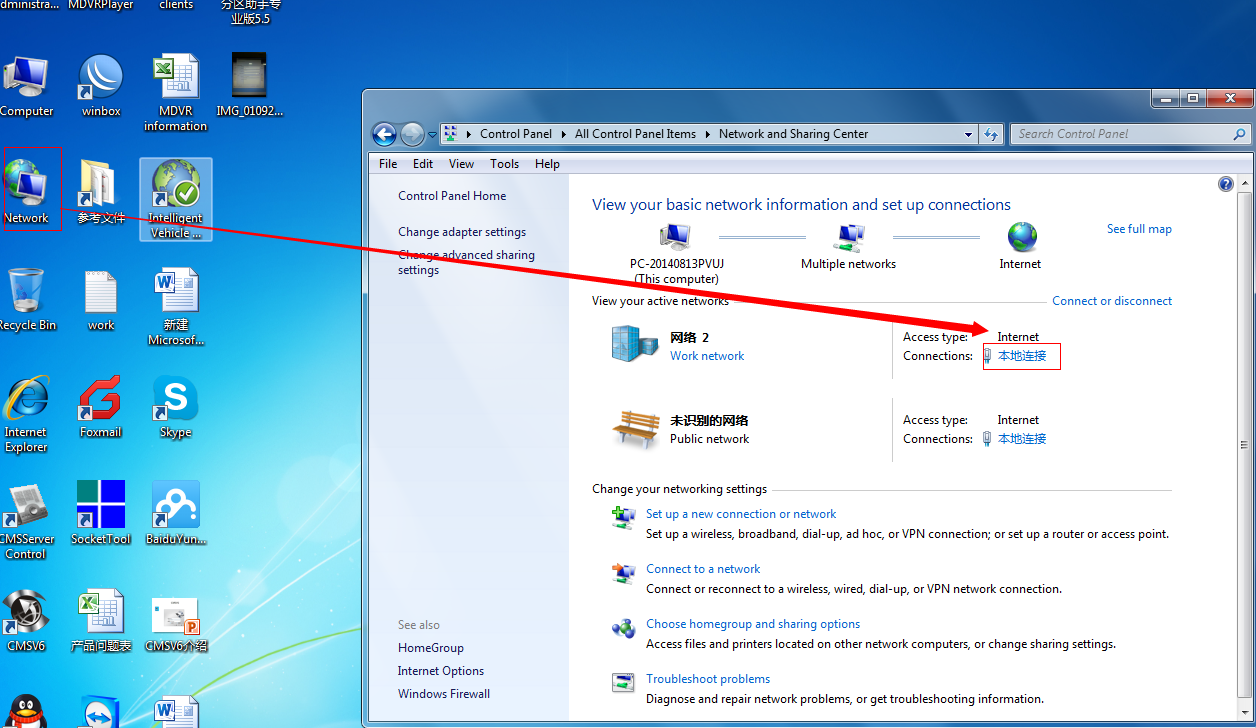 dministra...
MDVRPlayer
clients
分区助手专
业版5.5
Computer
winbox
MDVR
information
IMG_01092...
Network
参考文件
Intelligent
Vehicle ...
Recycle Bin
work
新建
Microsof...
Internet
Explorer
Foxmail
Skype
CMSServer
Control
SocketTool
BaiduYun...
CMSV6
产品问题表
CMSV6介绍
Control Panel
All Control Panel Items
Network and Sharing Center
Search Control Panel
File Edit View Tools Help
Control Panel Home
Change adapter settings
Change advanced sharing
settings
See also
HomeGroup
Internet Options
Windows Firewall
View your basic network information and set up connections
See full map
PC-20140813PVUJ
(This computer)
Multiple networks
Internet
View your active networks
Connect or disconnect
网络 2
Work network
Access type: Internet
Connections: 本地连接
未识别的网络
Public network
Access type: Internet
Connections: 本地连接
Change your networking settings
Set up a new connection or network
Set up a wireless, broadband, dial-up, ad hoc, or VPN connection; or set up a router or access point.
Connect to a network
Connect or reconnect to a wireless, wired, dial-up, or VPN network connection.
Choose homegroup and sharing options
Access files and printers located on other network computers, or change sharing settings.
Troubleshoot problems
Diagnose and repair network problems, or get troubleshooting information.